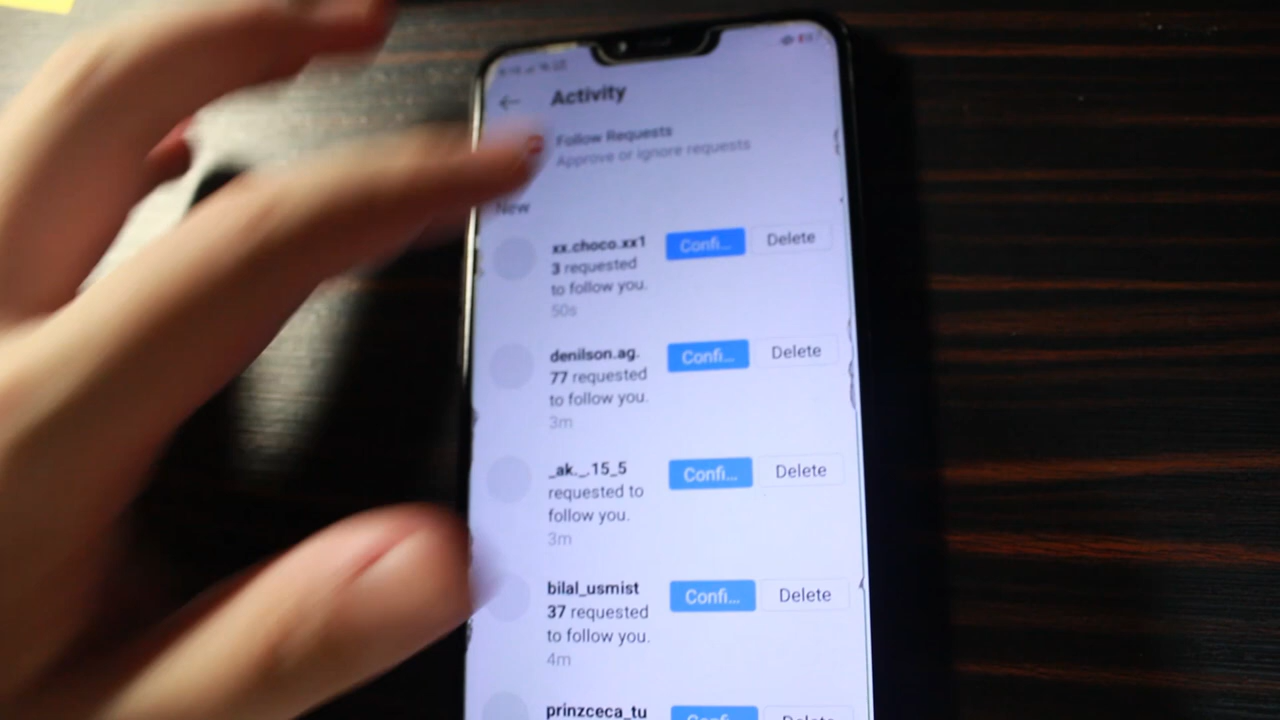 Activity
Follow Requests
Approve or ignore requests
New
xx.choco.xx1
3 requested
to follow you.
50s
Confi...
Delete
denilson.ag.
77 requested
to follow you.
3m
Confi...
Delete
_ak._.15_5
requested to
follow you.
3m
Confi...
Delete
bilal_usmist
37 requested
to follow you.
4m
Confi...
Delete
prinzceca_tu
Confi...
Delete